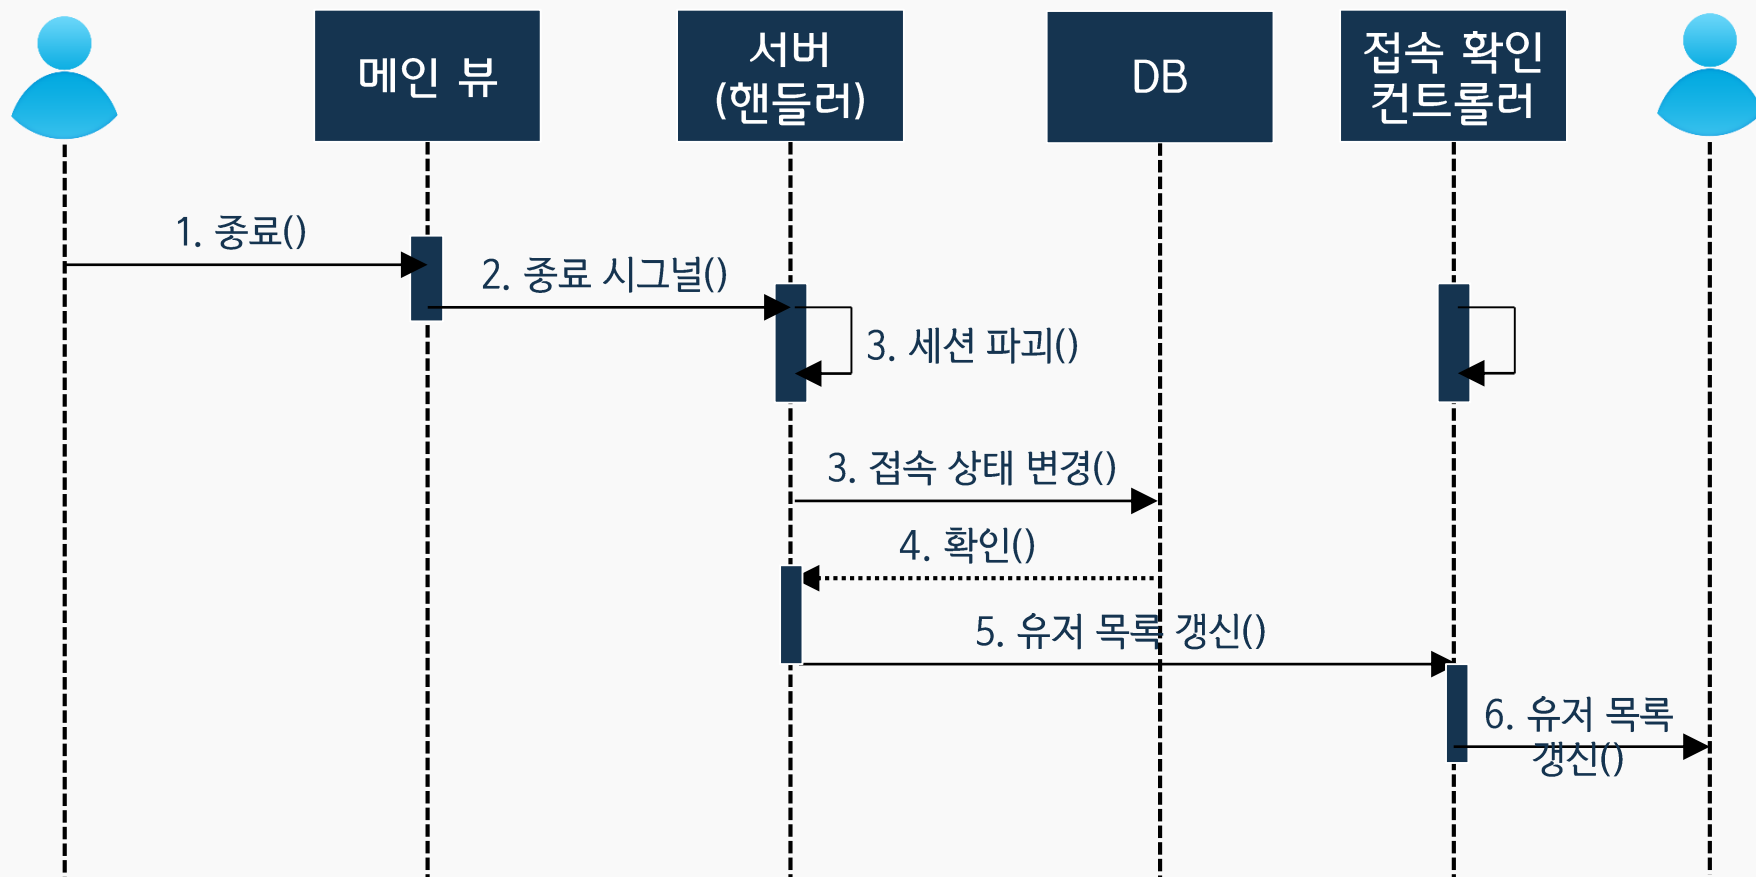 메인 뷰
서버
(핸들러)
DB
접속 확인
컨트롤러
1. 종료()
2. 종료 시그널()
3. 세션 파괴()
3. 접속 상태 변경()
4. 확인()
5. 유저 목록 갱신()
6. 유저 목록
갱신()